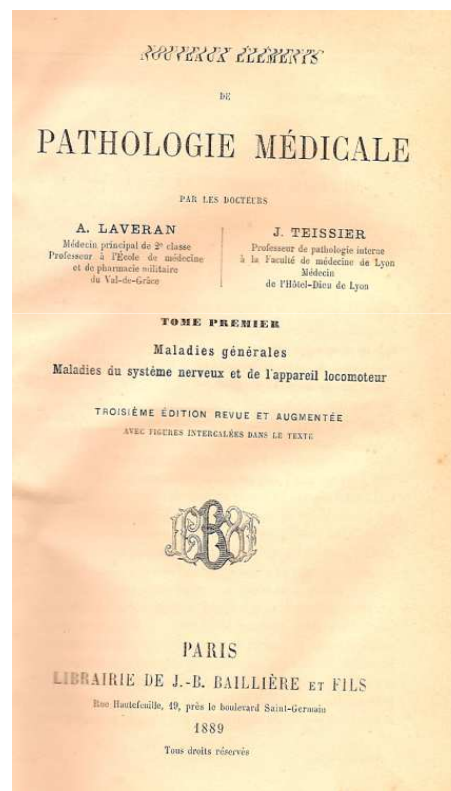 NOUVEAUX ÉLÉMENTS
DE
PATHOLOGIE MÉDICALE
PAR LES DOCTEURS
A. LAVERAN
Médecin principal de 2e classe
Professeur à l'École de médecine
et de pharmacie militaire
du Val-de-Grâce
J. TEISSIER
Professeur de pathologie interne
à la Faculté de médecine de Lyon
Médecin
de l'Hôtel-Dieu de Lyon
TOME PREMIER
Maladies générales
Maladies du système nerveux et de l'appareil locomoteur
TROISIÈME ÉDITION REVUE ET AUGMENTÉE
AVEC FIGURES INTERCALÉES DANS LE TEXTE
PARIS
LIBRAIRIE DE J.-B. BAILLIÈRE ET FILS
Rue Hautefeuille, 19, près le boulevard Saint-Germain
1889
Tous droits réservés